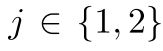 j ∈ {1, 2}